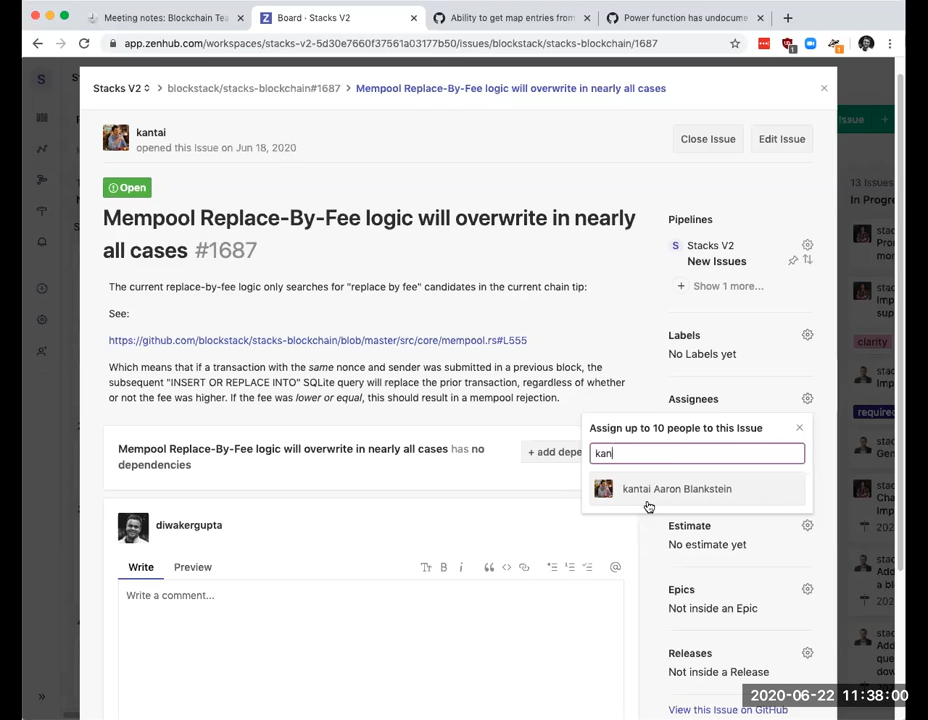 Meeting notes: Blockchain Tea
Board · Stacks V2
Ability to get map entries from
Power function has undocume
app.zenhub.com/workspaces/stacks-v2-5d30e7660f37561a03177b50/issues/blockstack/stacks-blockchain/1687
Stacks V2 > blockstack/stacks-blockchain#1687 > Mempool Replace-By-Fee logic will overwrite in nearly all cases
kantai
opened this Issue on Jun 18, 2020
Close Issue
Edit Issue
Open
Mempool Replace-By-Fee logic will overwrite in nearly
all cases #1687
The current replace-by-fee logic only searches for "replace by fee" candidates in the current chain tip:
See:
https://github.com/blockstack/stacks-blockchain/blob/master/src/core/mempool.rs#L555
Which means that if a transaction with the same nonce and sender was submitted in a previous block, the
subsequent "INSERT OR REPLACE INTO" SQLite query will replace the prior transaction, regardless of whether
or not the fee was higher. If the fee was lower or equal, this should result in a mempool rejection.
Mempool Replace-By-Fee logic will overwrite in nearly all cases has no
dependencies
+ add depe
diwakergupta
Write
Preview
Write a comment...
Pipelines
S Stacks V2
New Issues
+ Show 1 more...
Labels
No Labels yet
Assignees
Assign up to 10 people to this Issue
kan
kantai Aaron Blankstein
Estimate
No estimate yet
Epics
Not inside an Epic
Releases
Not inside a Release
View this Issue on GitHub
13 Issues
In Prog
clarity
required
2020-06-22 11:38:00